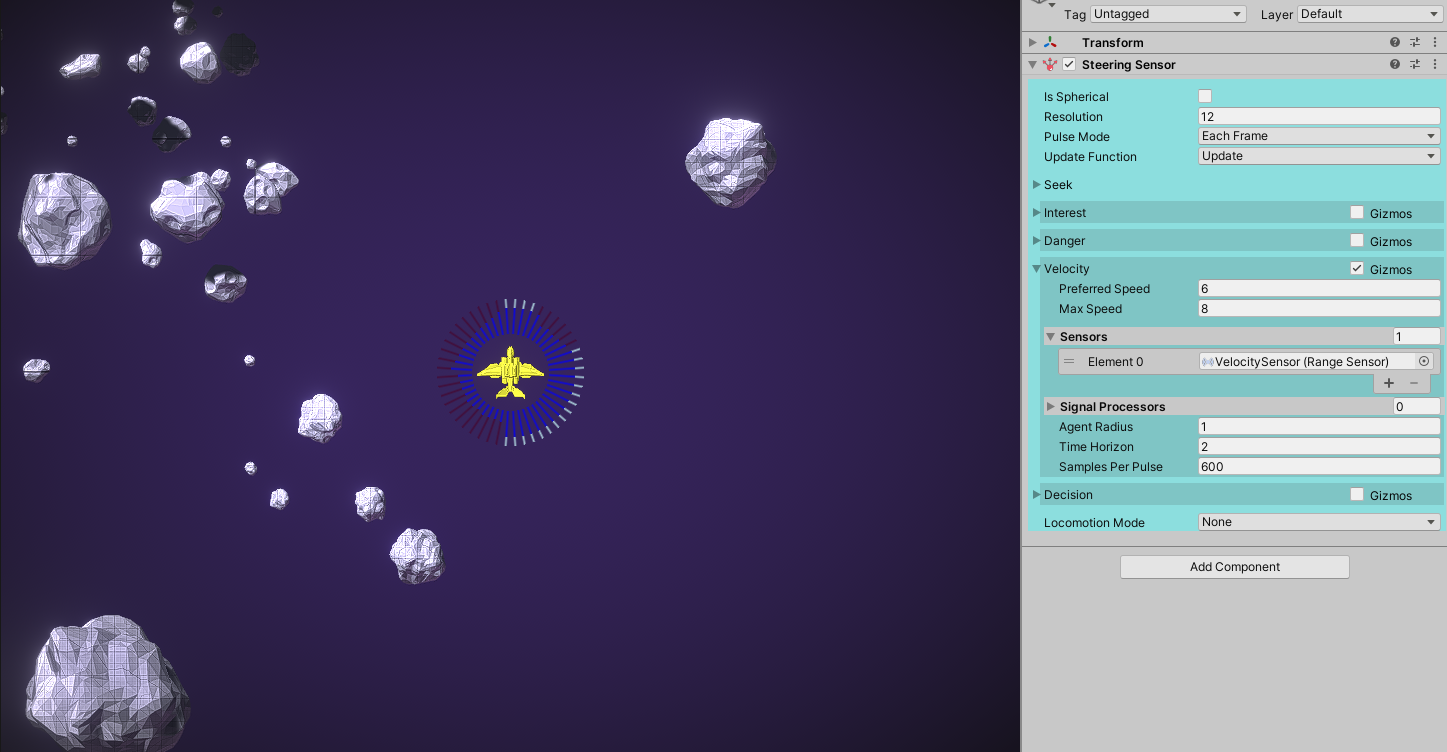 Tag Untagged Layer Default
Transform
Steering Sensor
Is Spherical
Resolution 12
Pulse Mode Each Frame
Update Function Update
Seek
Interest Gizmos
Danger Gizmos
Velocity Gizmos
Preferred Speed 6
Max Speed 8
Sensors 1
Element 0 VelocitySensor (Range Sensor)
Signal Processors 0
Agent Radius 1
Time Horizon 2
Samples Per Pulse 600
Decision Gizmos
Locomotion Mode None
Add Component